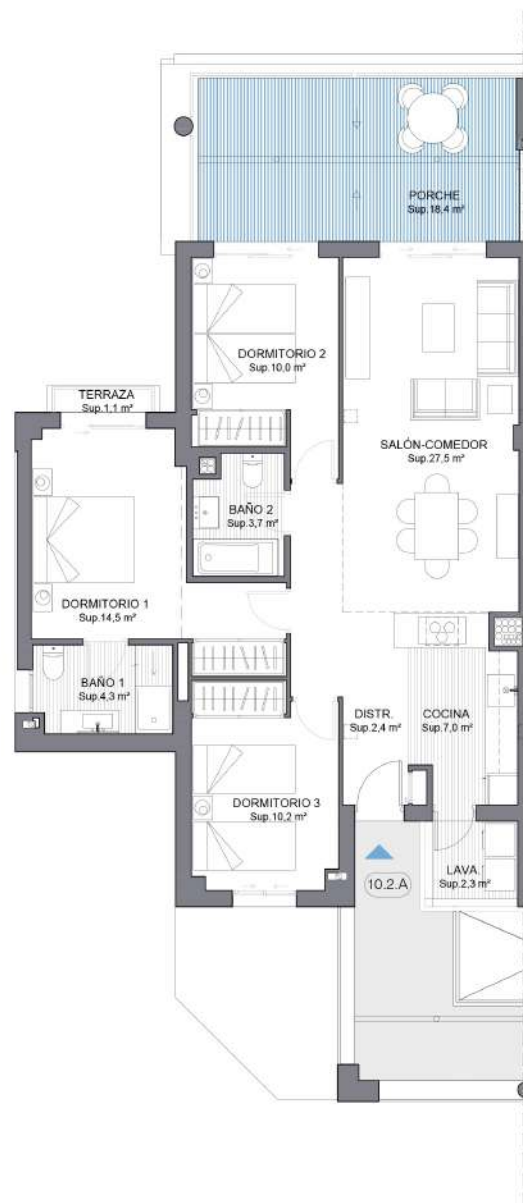 PORCHE
Sup.18,4 m²
DORMITORIO 2
Sup.10,0 m²
TERRAZA
Sup.1,1 m²
SALÓN-COMEDOR
Sup.27,5 m²
BAÑO 2
Sup.3,7 m²
DORMITORIO 1
Sup.14,5 m²
BAÑO 1
Sup.4,3 m²
DISTR.
Sup.2,4 m²
COCINA
Sup.7,0 m²
DORMITORIO 3
Sup.10,2 m²
LAVA.
Sup.2,3 m²
10.2.A